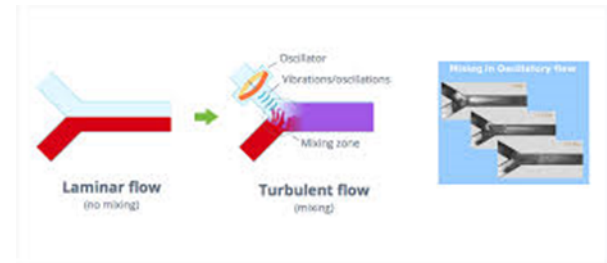 Oscillator
Vibrations/oscillations
Mixing zone
Laminar flow
(no mixing)
Turbulent flow
(mixing)
Mixing in Oscillatory flow